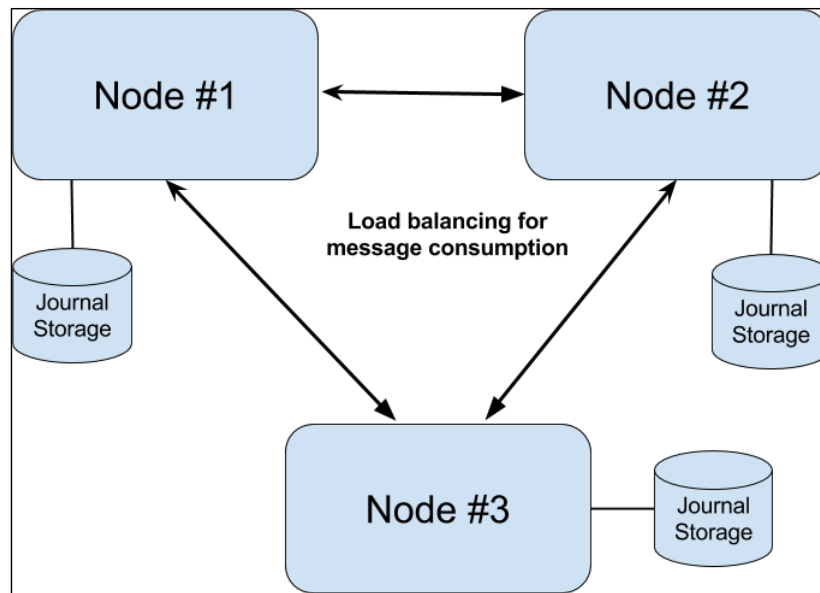 Node #1
Node #2
Load balancing for
message consumption
Journal
Storage
Journal
Storage
Node #3
Journal
Storage